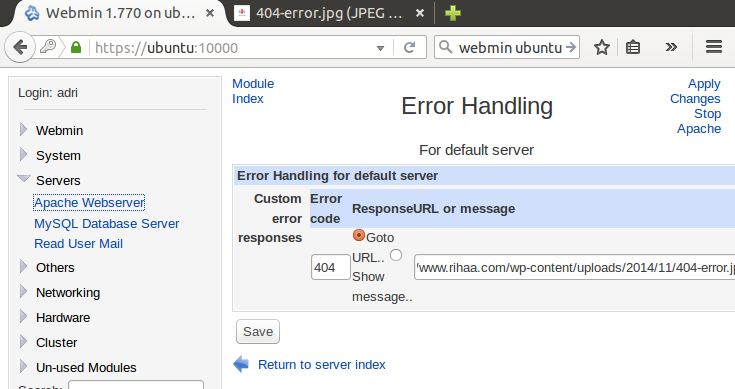 Webmin 1.770 on ub...
404-error.jpg (JPEG ...
https://ubuntu:10000
webmin ubuntu
Login: adri
Webmin
System
Servers
Apache Webserver
MySQL Database Server
Read User Mail
Others
Networking
Hardware
Cluster
Un-used Modules
Search:
Module
Index
Error Handling
For default server
Apply
Changes
Stop
Apache
Error Handling for default server
Custom
error
responses
Error
code
ResponseURL or message
404
Goto
URL..
Show
message..
/www.rihaa.com/wp-content/uploads/2014/11/404-error.jp
Save
Return to server index